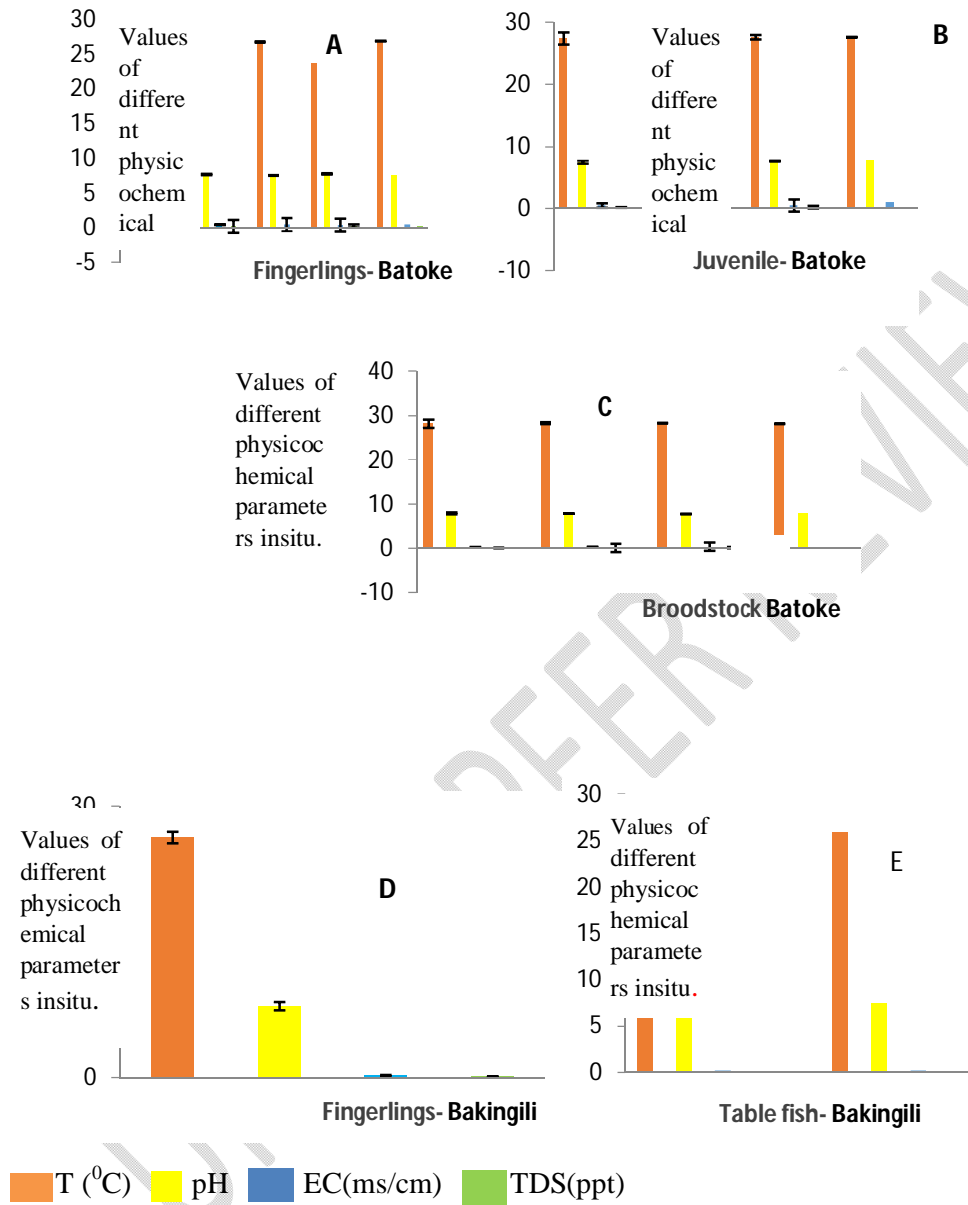 30
25
20
15
10
5
0
-5
Values
of
differe
nt
physic
ochem
ical
A
Fingerlings- Batoke
30
20
10
0
-10
Values
of
differe
nt
physic
ochem
ical
B
Juvenile- Batoke
Values of
different
physicoc
hemical
paramete
rs insitu.
40
30
20
10
0
-10
C
Broodstock Batoke
30
0
Values of
different
physicoch
emical
parameter
s insitu.
D
Fingerlings- Bakingili
30
25
20
15
10
5
0
Values of
different
physicoc
hemical
paramete
rs insitu.
E
Table fish- Bakingili
T (⁰C) pH EC(ms/cm) TDS(ppt)